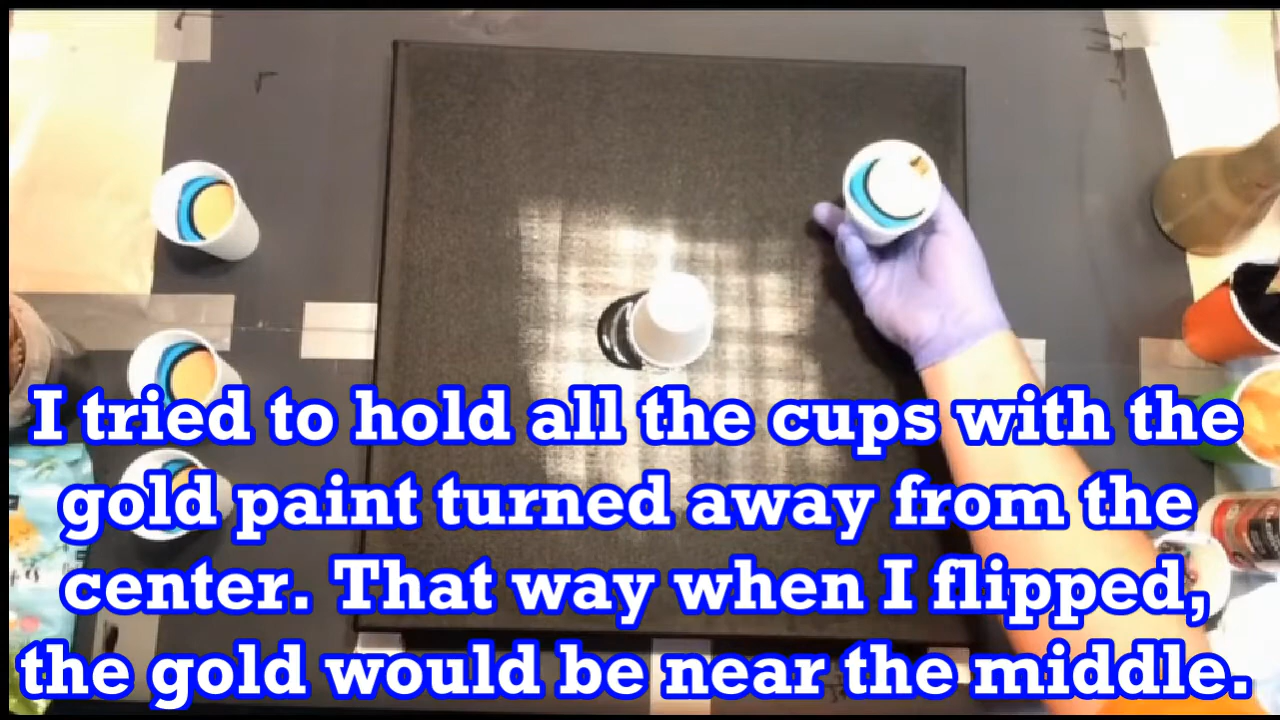 I tried to hold all the cups with the
gold paint turned away from the
center. That way when I flipped,
the gold would be near the middle.